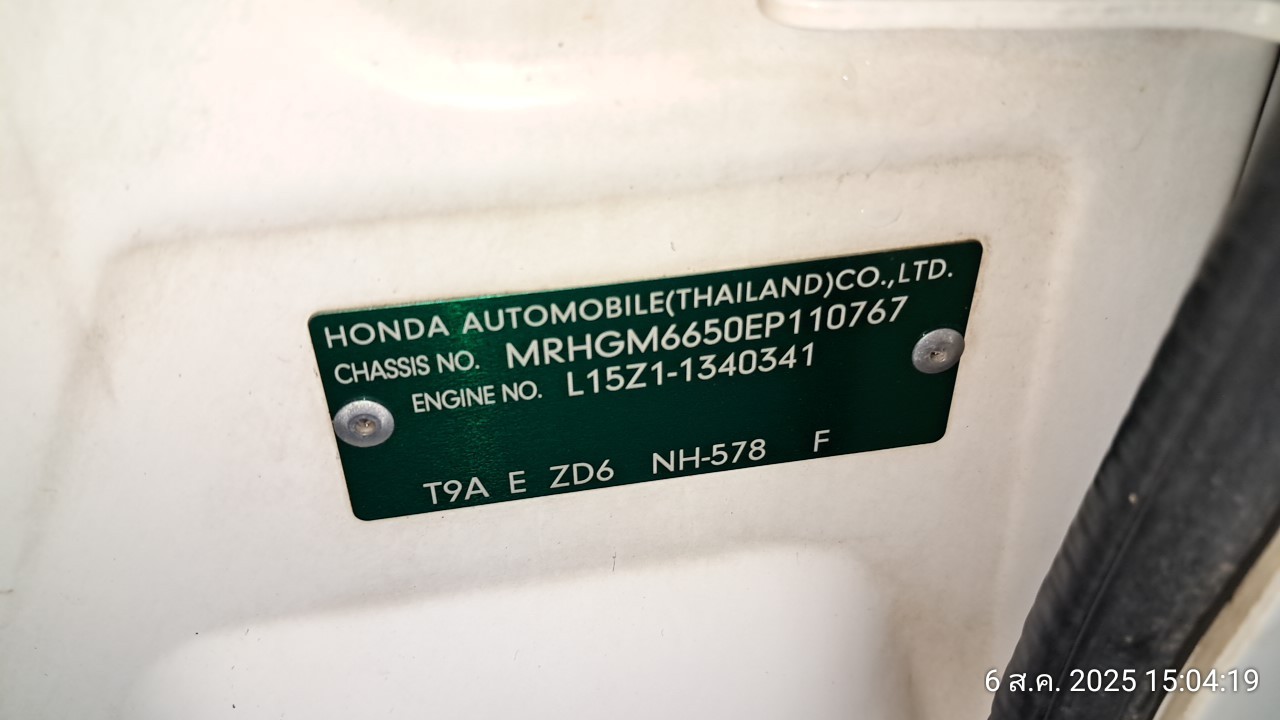 HONDA AUTOMOBILE(THAILAND)CO.,LTD.
CHASSIS NO. MRHGM6650EP110767
ENGINE NO. L15Z1-1340341
T9A E ZD6 NH-578 F
6 ส.ค. 2025 15:04:19